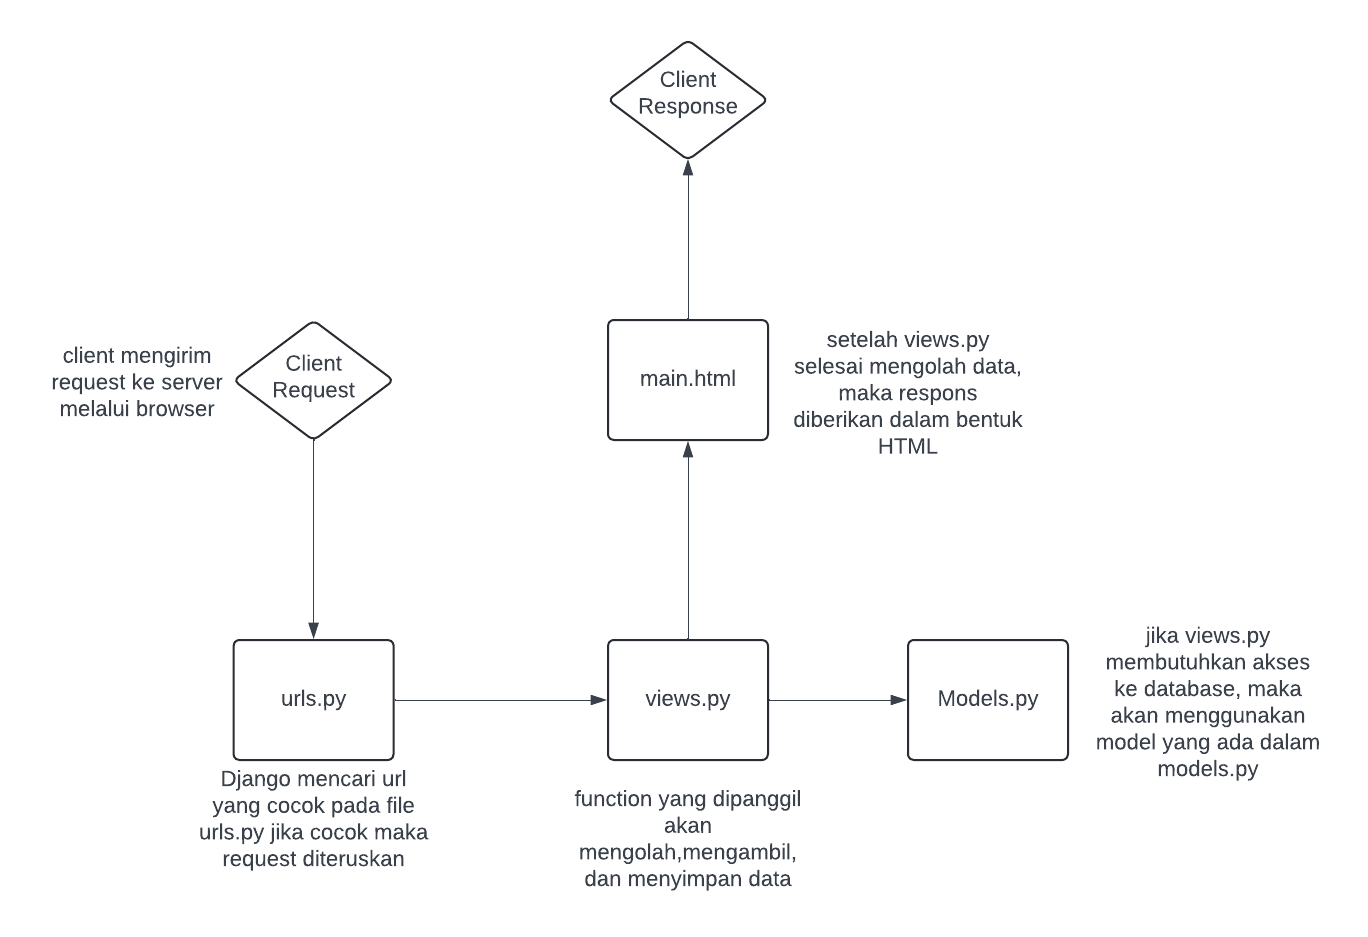 Client
Response
client mengirim
request ke server
melalui browser
Client
Request
main.html
setelah views.py
selesai mengolah data,
maka respons
diberikan dalam bentuk
HTML
urls.py
Django mencari url
yang cocok pada file
urls.py jika cocok maka
request diteruskan
views.py
function yang dipanggil
akan
mengolah,mengambil,
dan menyimpan data
Models.py
jika views.py
membutuhkan akses
ke database, maka
akan menggunakan
model yang ada dalam
models.py